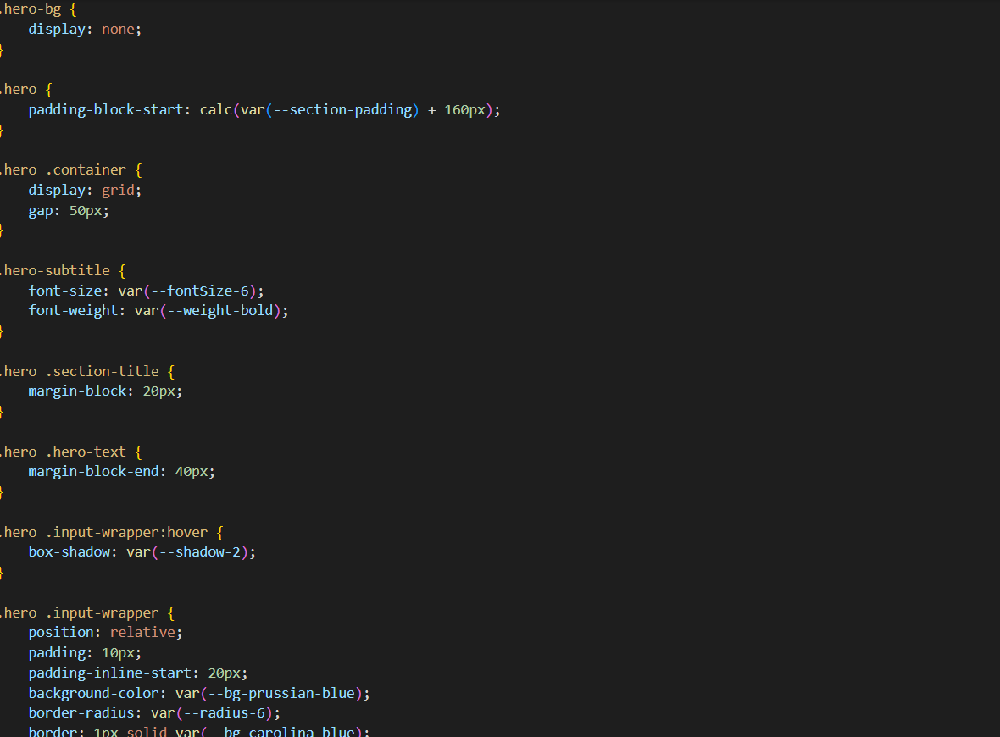 .hero-bg {
    display: none;
}

.hero {
    padding-block-start: calc(var(--section-padding) + 160px);
}

.hero .container {
    display: grid;
    gap: 50px;
}

.hero-subtitle {
    font-size: var(--fontSize-6);
    font-weight: var(--weight-bold);
}

.hero .section-title {
    margin-block: 20px;
}

.hero .hero-text {
    margin-block-end: 40px;
}

.hero .input-wrapper:hover {
    box-shadow: var(--shadow-2);
}

.hero .input-wrapper {
    position: relative;
    padding: 10px;
    padding-inline-start: 20px;
    background-color: var(--bg-prussian-blue);
    border-radius: var(--radius-6);
    border: 1px solid var(--bg-carolina-blue);